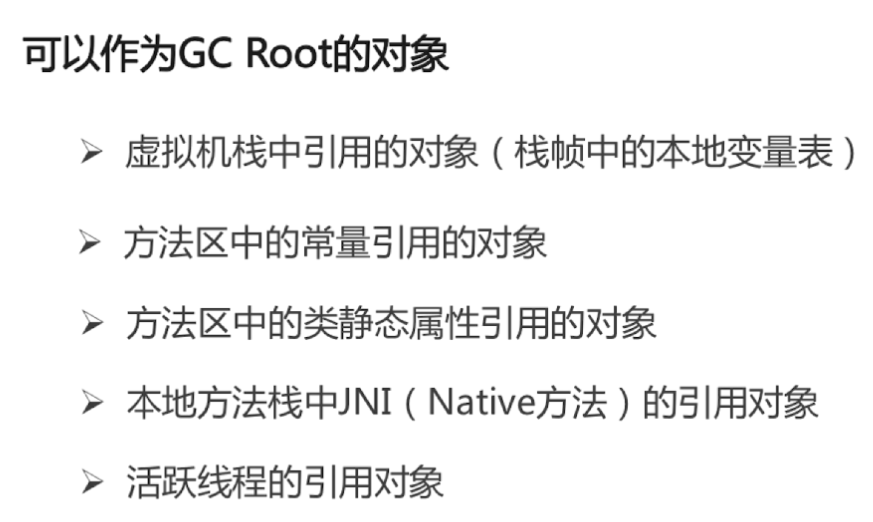 可以作为GC Root的对象
➢ 虚拟机栈中引用的对象（栈帧中的本地变量表）
➢ 方法区中的常量引用的对象
➢ 方法区中的类静态属性引用的对象
➢ 本地方法栈中JNI（Native方法）的引用对象
➢ 活跃线程的引用对象